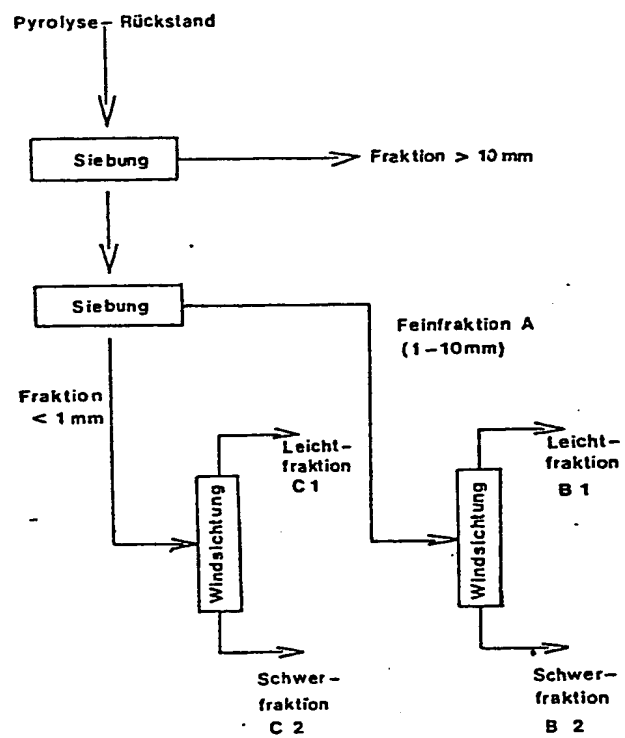 Pyrolyse-Rückstand
Siebung
Fraktion > 10 mm
Siebung
Feinfraktion A
(1-10mm)
Fraktion
< 1 mm
Leicht-
fraktion
C 1
Windsichtung
Schwer-
fraktion
C 2
Leicht-
fraktion
B 1
Windsichtung
Schwer-
fraktion
B 2